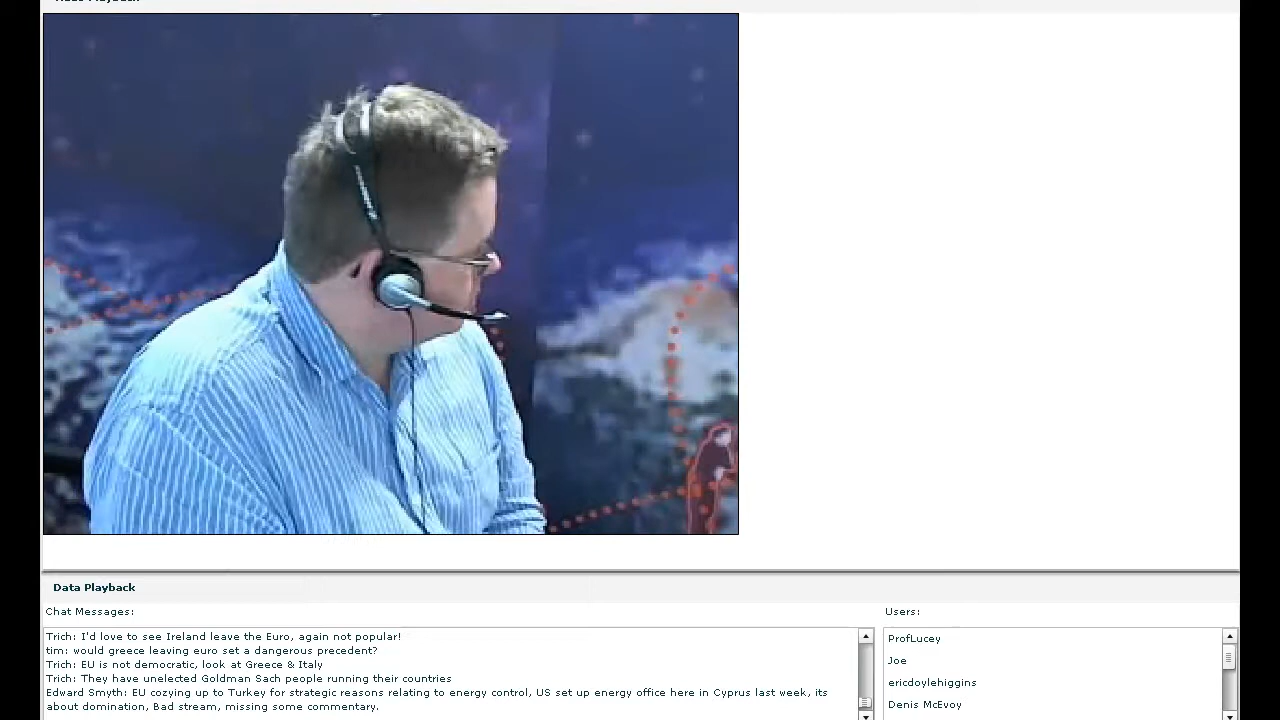 Data Playback
Chat Messages:
Users:
Trich: I'd love to see Ireland leave the Euro, again not popular!
tim: would greece leaving euro set a dangerous precedent?
Trich: EU is not democratic, look at Greece & Italy
Trich: They have unelected Goldman Sach people running their countries
Edward Smyth: EU cozying up to Turkey for strategic reasons relating to energy control, US set up energy office here in Cyprus last week, its
about domination, Bad stream, missing some commentary.
ProfLucey
Joe
ericdoylehiggins
Denis McEvoy